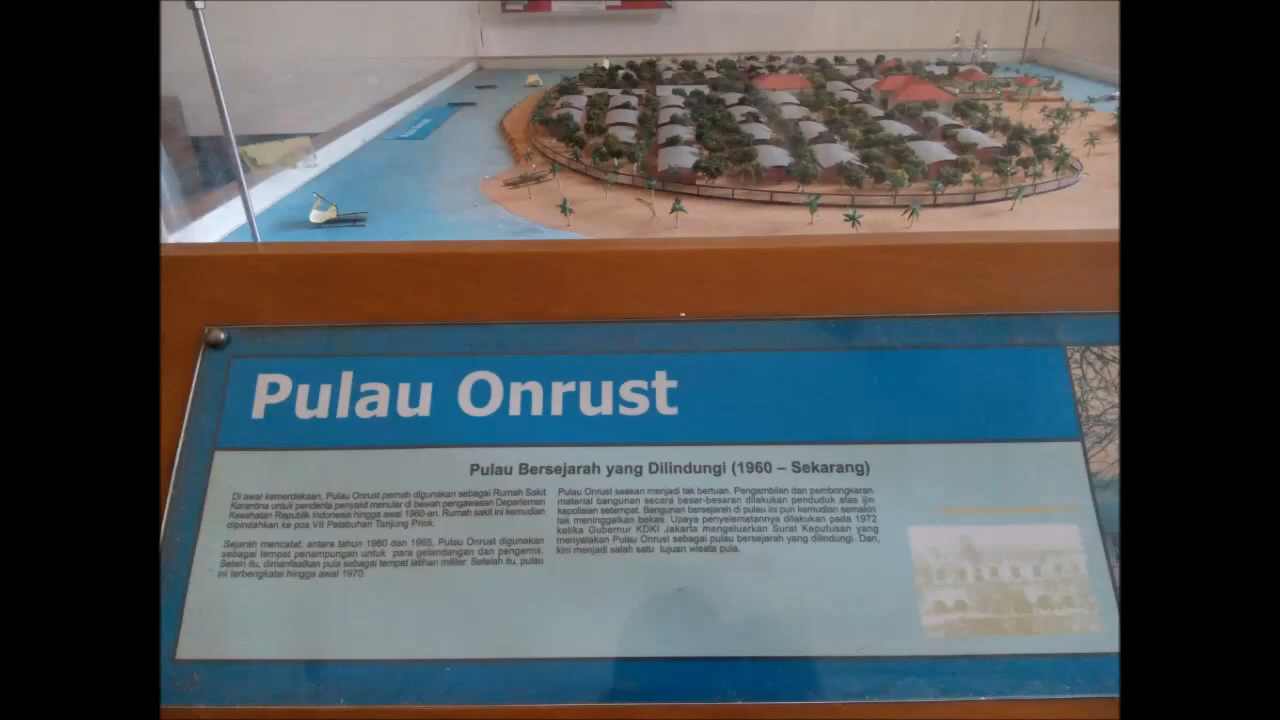 Pulau Onrust
Pulau Bersejarah yang Dilindungi (1960 – Sekarang)
Di awal kemerdekaan, Pulau Onrust pernah digunakan sebagai Rumah Sakit
Karantina untuk penderita penyakit menular di bawah pengawasan Departemen
Kesehatan Republik Indonesia hingga awal 1960-an. Rumah sakit ini kemudian
dipindahkan ke pos VII Pelabuhan Tanjung Priok.
Sejarah mencatat, antara tahun 1960 dan 1965, Pulau Onrust digunakan
sebagai tempat penampungan untuk para gelandangan dan pengemis.
Selain itu, dimanfaatkan pula sebagai tempat latihan militer. Setelah itu, pulau
ini terbengkalai hingga awal 1970.
Pulau Onrust seakan menjadi tak bertuan. Pengambilan dan pembongkaran
material bangunan secara besar-besaran dilakukan penduduk atas ijin
kepolisian setempat. Bangunan bersejarah di pulau ini pun kemudian semakin
tak meninggalkan bekas. Upaya penyelamatannya dilakukan pada 1972
ketika Gubernur KDKI Jakarta mengeluarkan Surat Keputusan yang
menyatakan Pulau Onrust sebagai pulau bersejarah yang dilindungi. Dan,
kini menjadi salah satu tujuan wisata pula.